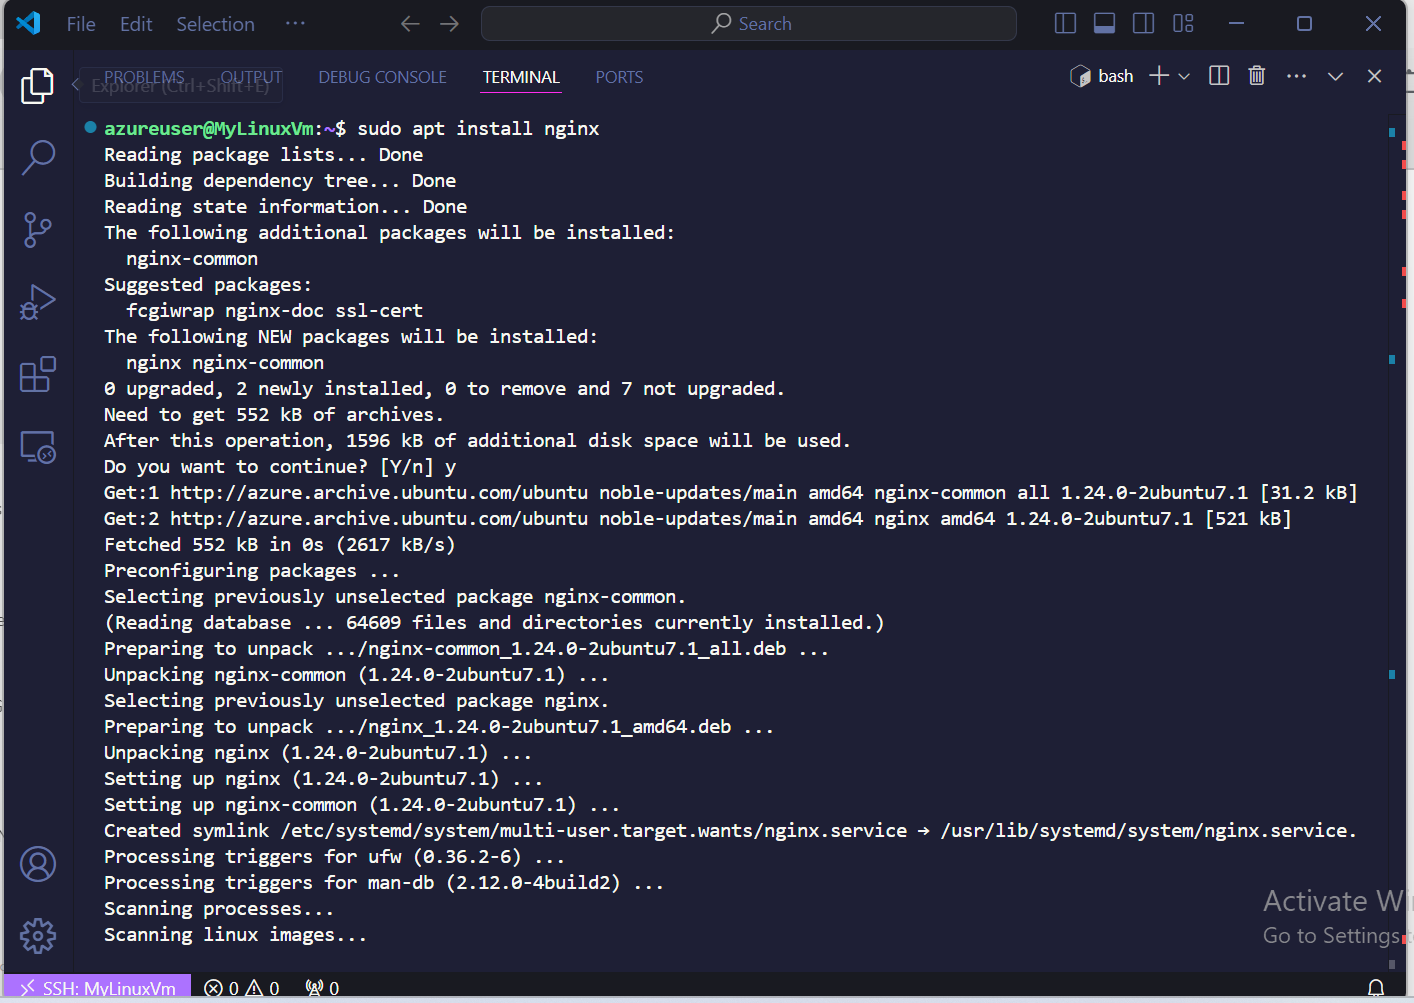 File Edit Selection ··· Search
PROBLEMS OUTPUT DEBUG CONSOLE TERMINAL PORTS bash
Explorer (Ctrl+Shift+E)
azureuser@MyLinuxVm:~$ sudo apt install nginx
Reading package lists... Done
Building dependency tree... Done
Reading state information... Done
The following additional packages will be installed:
  nginx-common
Suggested packages:
  fcgiwrap nginx-doc ssl-cert
The following NEW packages will be installed:
  nginx nginx-common
0 upgraded, 2 newly installed, 0 to remove and 7 not upgraded.
Need to get 552 kB of archives.
After this operation, 1596 kB of additional disk space will be used.
Do you want to continue? [Y/n] y
Get:1 http://azure.archive.ubuntu.com/ubuntu noble-updates/main amd64 nginx-common all 1.24.0-2ubuntu7.1 [31.2 kB]
Get:2 http://azure.archive.ubuntu.com/ubuntu noble-updates/main amd64 nginx amd64 1.24.0-2ubuntu7.1 [521 kB]
Fetched 552 kB in 0s (2617 kB/s)
Preconfiguring packages ...
Selecting previously unselected package nginx-common.
(Reading database ... 64609 files and directories currently installed.)
Preparing to unpack .../nginx-common_1.24.0-2ubuntu7.1_all.deb ...
Unpacking nginx-common (1.24.0-2ubuntu7.1) ...
Selecting previously unselected package nginx.
Preparing to unpack .../nginx_1.24.0-2ubuntu7.1_amd64.deb ...
Unpacking nginx (1.24.0-2ubuntu7.1) ...
Setting up nginx (1.24.0-2ubuntu7.1) ...
Setting up nginx-common (1.24.0-2ubuntu7.1) ...
Created symlink /etc/systemd/system/multi-user.target.wants/nginx.service → /usr/lib/systemd/system/nginx.service.
Processing triggers for ufw (0.36.2-6) ...
Processing triggers for man-db (2.12.0-4build2) ...
Scanning processes...
Scanning linux images...
Activate Wi
Go to Settings
SSH: MyLinuxVm 0 0 0